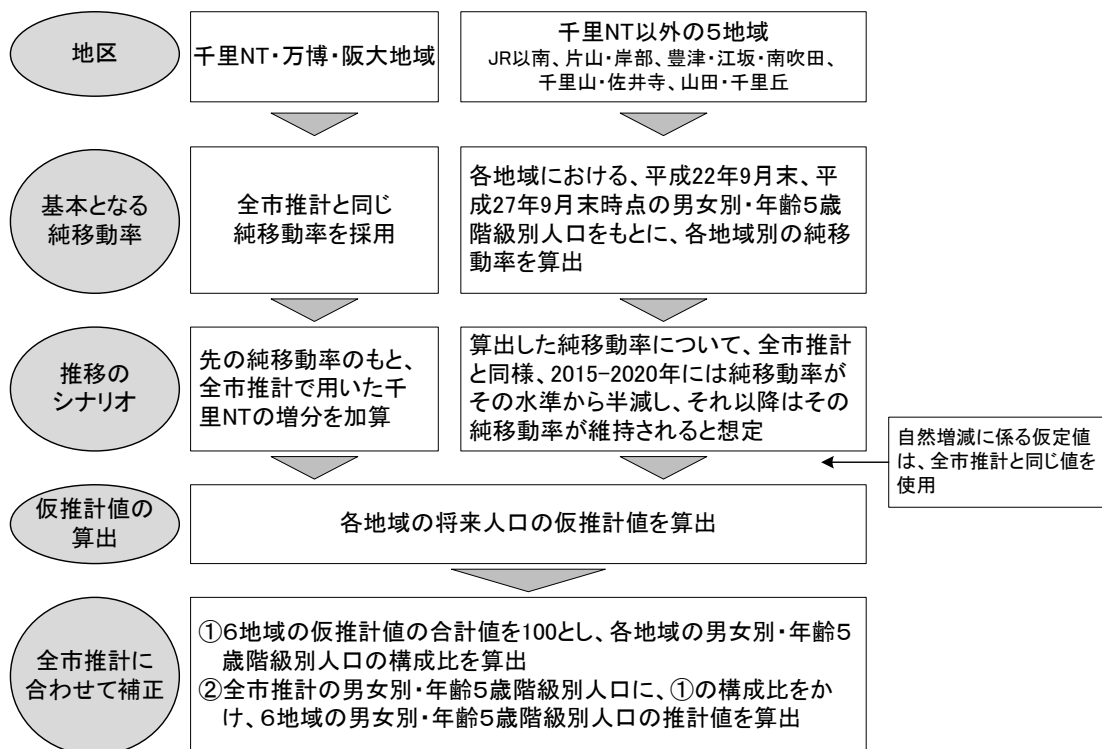 地区
千里NT・万博・阪大地域
千里NT以外の5地域
JR以南、片山・岸部、豊津・江坂・南吹田、
千里山・佐井寺、山田・千里丘
基本となる
純移動率
全市推計と同じ
純移動率を採用
各地域における、平成22年9月末、平
成27年9月末時点の男女別・年齢5歳
階級別人口をもとに、各地域別の純移
動率を算出
推移の
シナリオ
先の純移動率のもと、
全市推計で用いた千
里NTの増分を加算
算出した純移動率について、全市推計
と同様、2015-2020年には純移動率が
その水準から半減し、それ以降はその
純移動率が維持されると想定
自然増減に係る仮定値
は、全市推計と同じ値を
使用
仮推計値の
算出
各地域の将来人口の仮推計値を算出
全市推計に
合わせて補正
①6地域の仮推計値の合計値を100とし、各地域の男女別・年齢5
歳階級別人口の構成比を算出
②全市推計の男女別・年齢5歳階級別人口に、①の構成比をか
け、6地域の男女別・年齢5歳階級別人口の推計値を算出